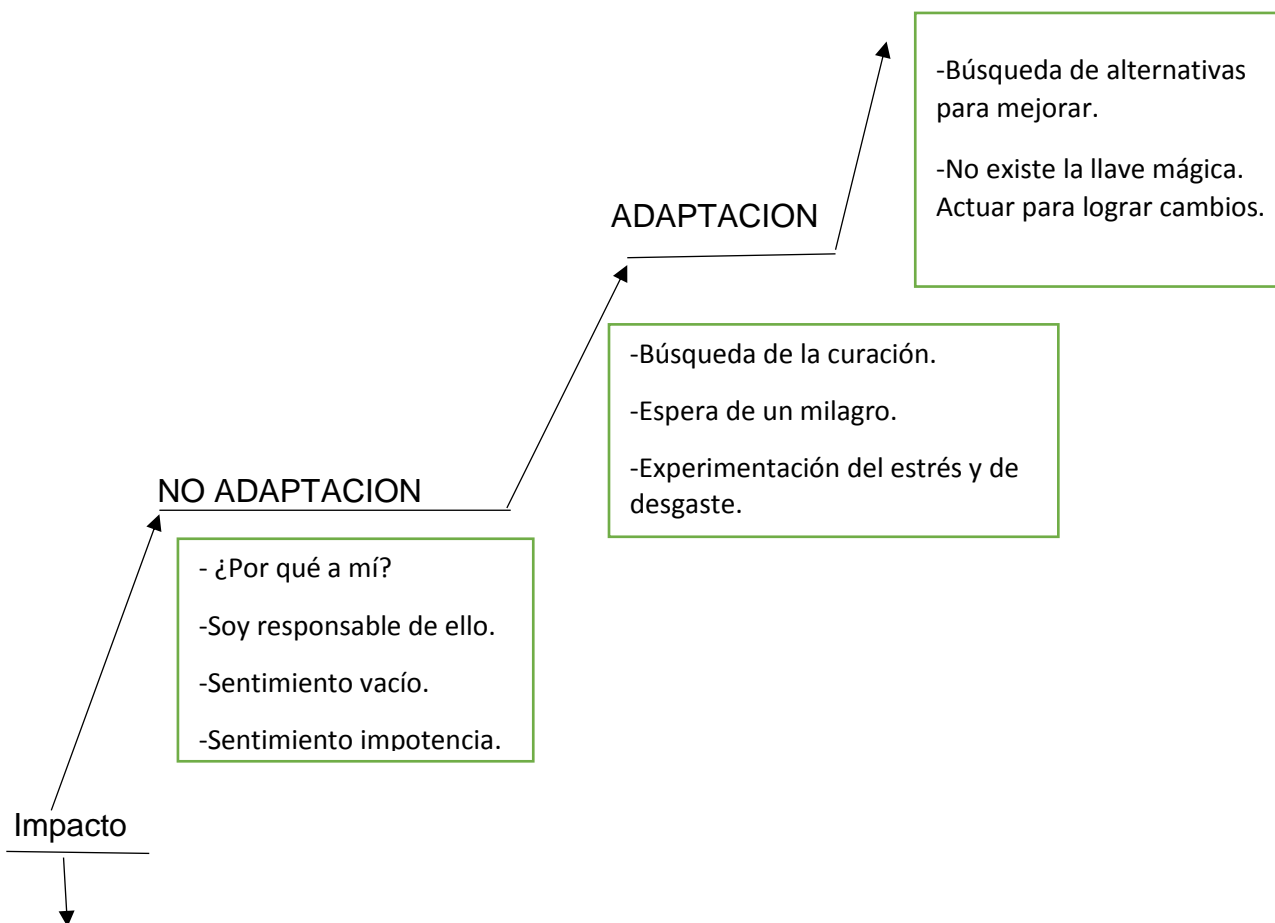 -Búsqueda de alternativas
para mejorar.
-No existe la llave mágica.
Actuar para lograr cambios.
ADAPTACION
-Búsqueda de la curación.
-Espera de un milagro.
-Experimentación del estrés y de
desgaste.
NO ADAPTACION
- ¿Por qué a mí?
-Soy responsable de ello.
-Sentimiento vacío.
-Sentimiento impotencia.
Impacto